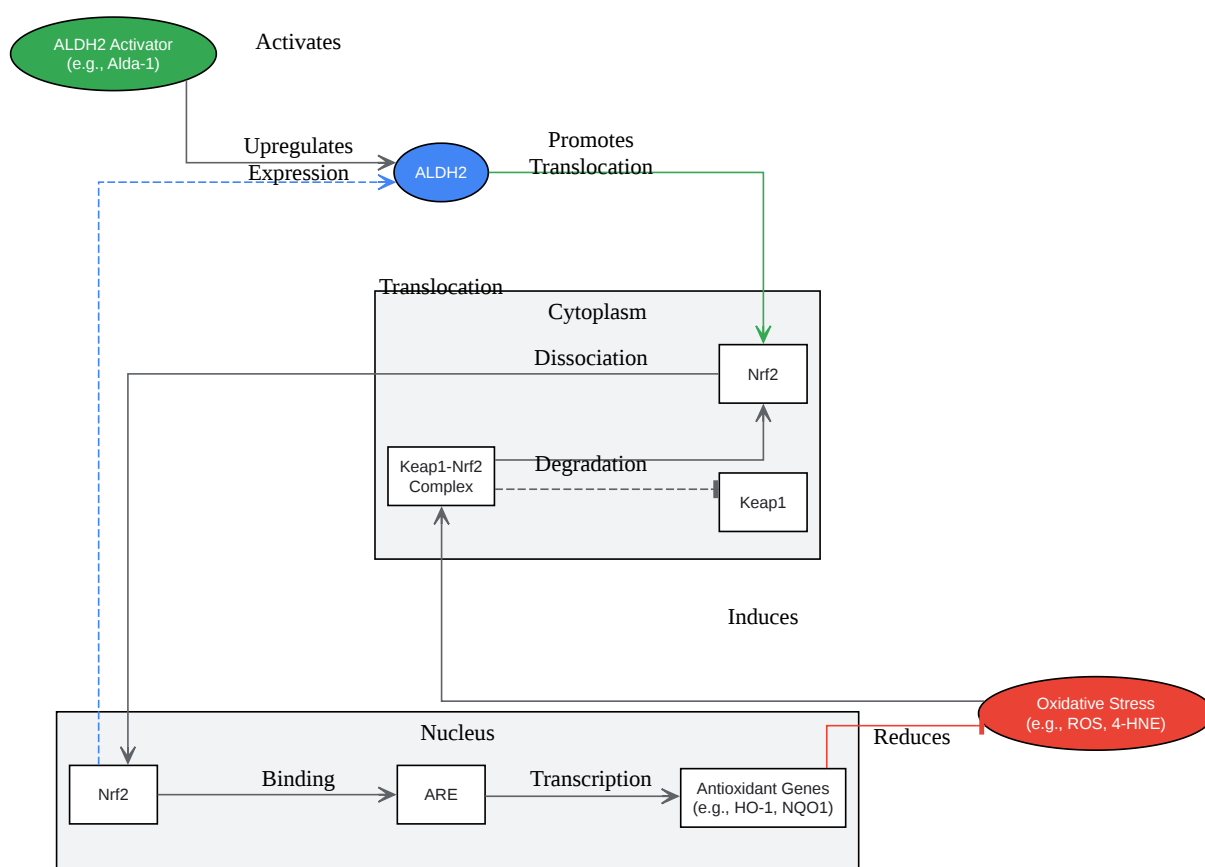 ALDH2 Activator
(e.g., Alda-1)
Activates
Upregulates
Expression
ALDH2
Promotes
Translocation
Translocation
Cytoplasm
Dissociation
Nrf2
Keap1-Nrf2
Complex
Degradation
Keap1
Induces
Oxidative Stress
(e.g., ROS, 4-HNE)
Reduces
Nucleus
Nrf2
Binding
ARE
Transcription
Antioxidant Genes
(e.g., HO-1, NQO1)